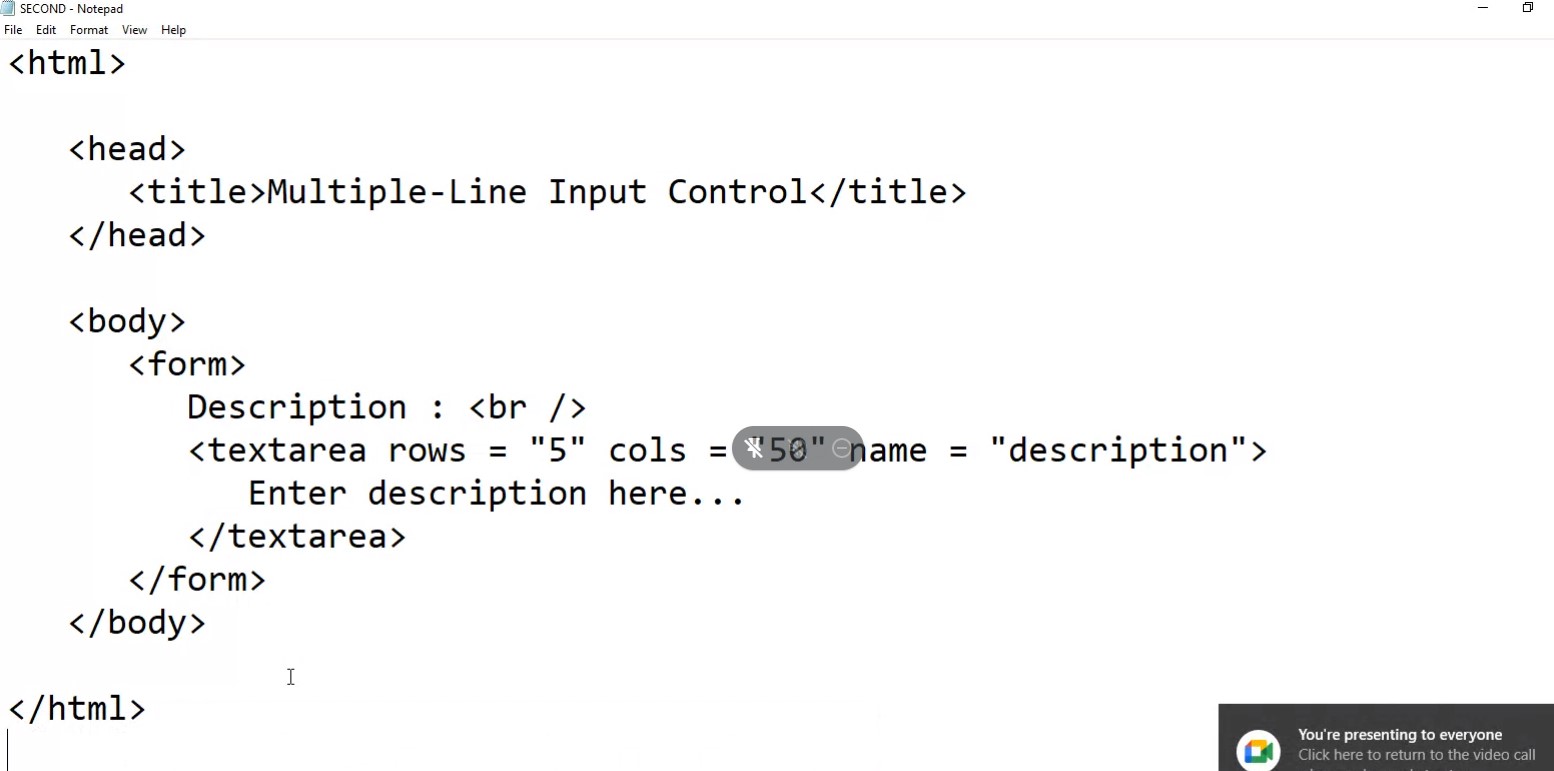 SECOND - Notepad
File Edit Format View Help
<html>
<head>
<title>Multiple-Line Input Control</title>
</head>
<body>
<form>
Description : <br />
<textarea rows = "5" cols = "50" name = "description">
Enter description here...
</textarea>
</form>
</body>
</html>
You're presenting to everyone
Click here to return to the video call